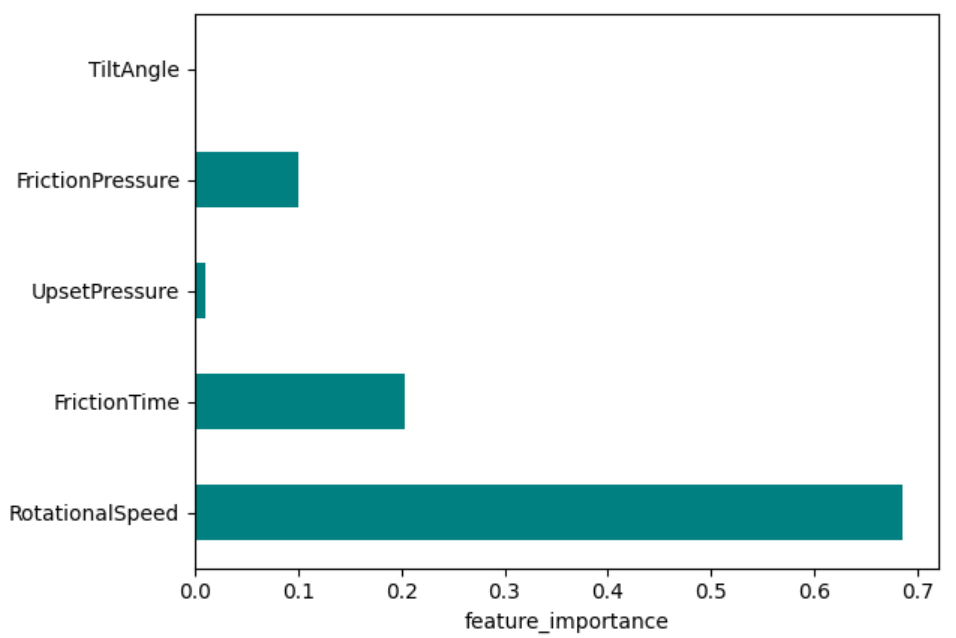 TiltAngle
FrictionPressure
UpsetPressure
FrictionTime
RotationalSpeed
0.0 0.1 0.2 0.3 0.4 0.5 0.6 0.7
feature_importance